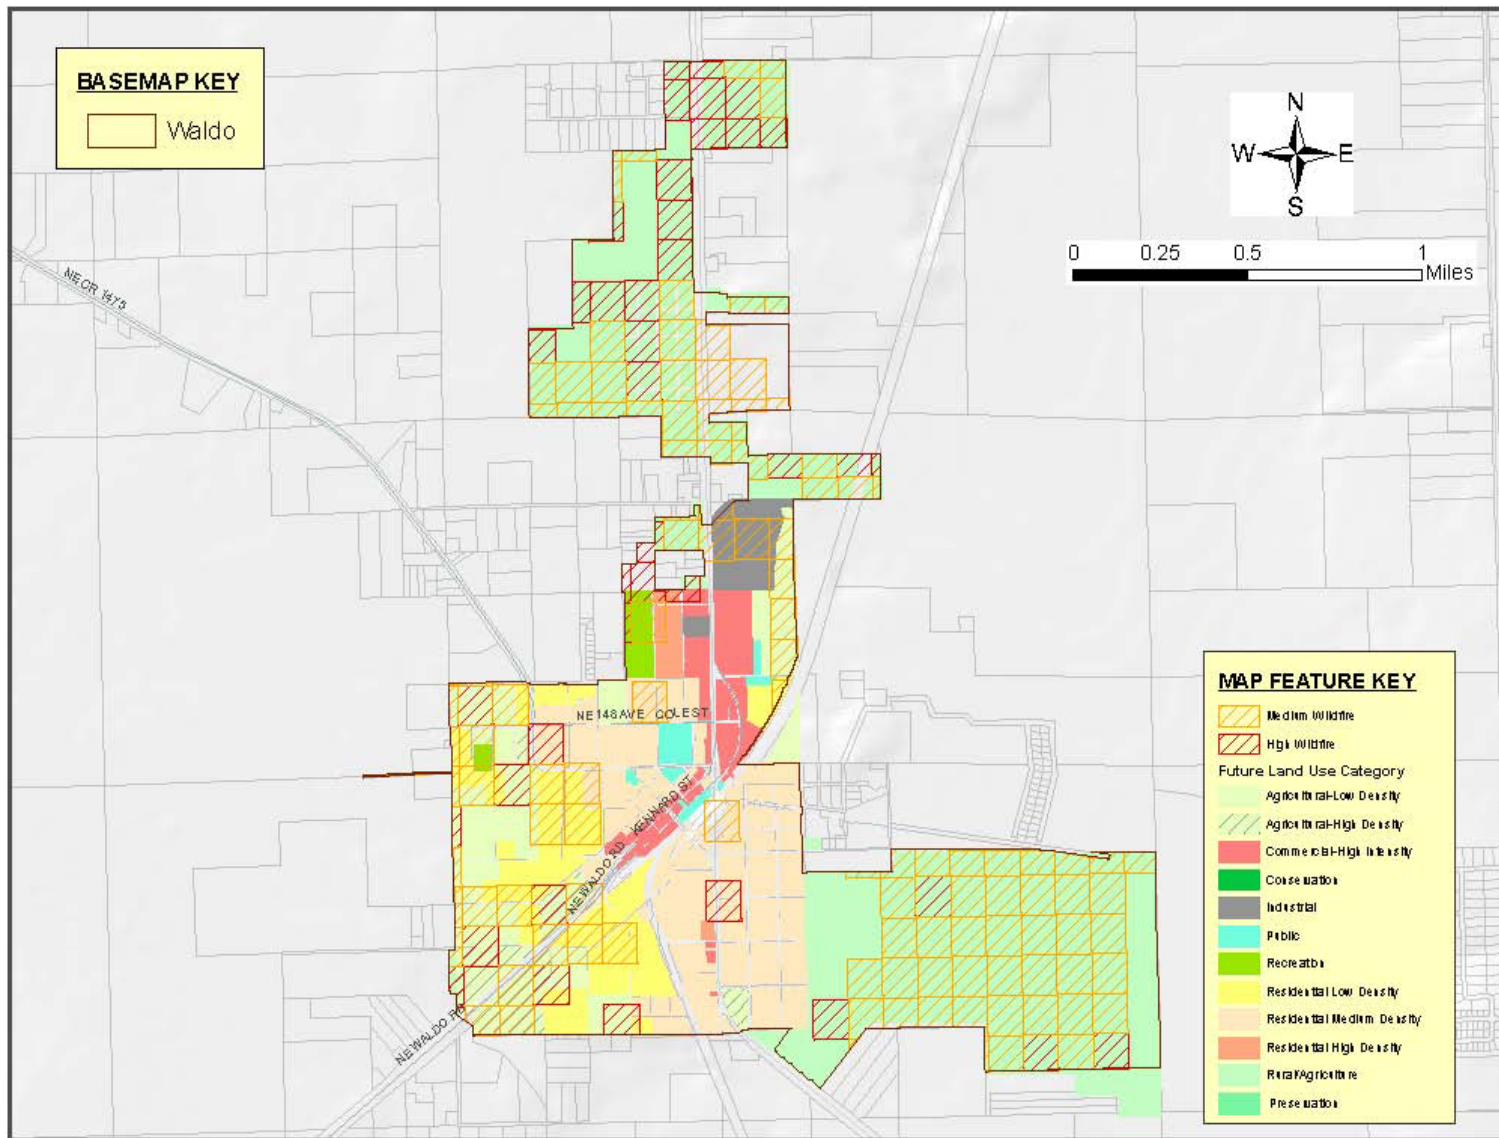 BASEMAP KEY
Waldo
N
W E
S
0 0.25 0.5 1
Miles
NE CR 1475
NE 148 AVE COLE ST
KENNARD ST
NE WALDO RD
NE WALDO RD
MAP FEATURE KEY
Medium Wildfire
High Wildfire
Future Land Use Category
Agricultural-Low Density
Agricultural-High Density
Commercial-High Intensity
Conservation
Industrial
Public
Recreation
Residential Low Density
Residential Medium Density
Residential High Density
Rural/Agriculture
Preservation